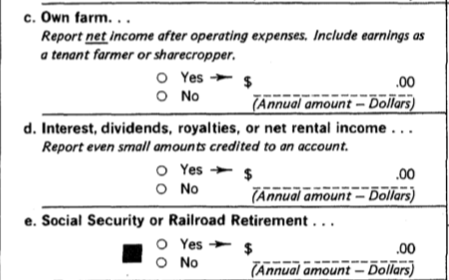 c. Own farm. . .
Report net income after operating expenses. Include earnings as
a tenant farmer or sharecropper.
Yes $ .00
No (Annual amount — Dollars)
d. Interest, dividends, royalties, or net rental income . . .
Report even small amounts credited to an account.
Yes $ .00
No (Annual amount — Dollars)
e. Social Security or Railroad Retirement . . .
Yes $ .00
No (Annual amount — Dollars)